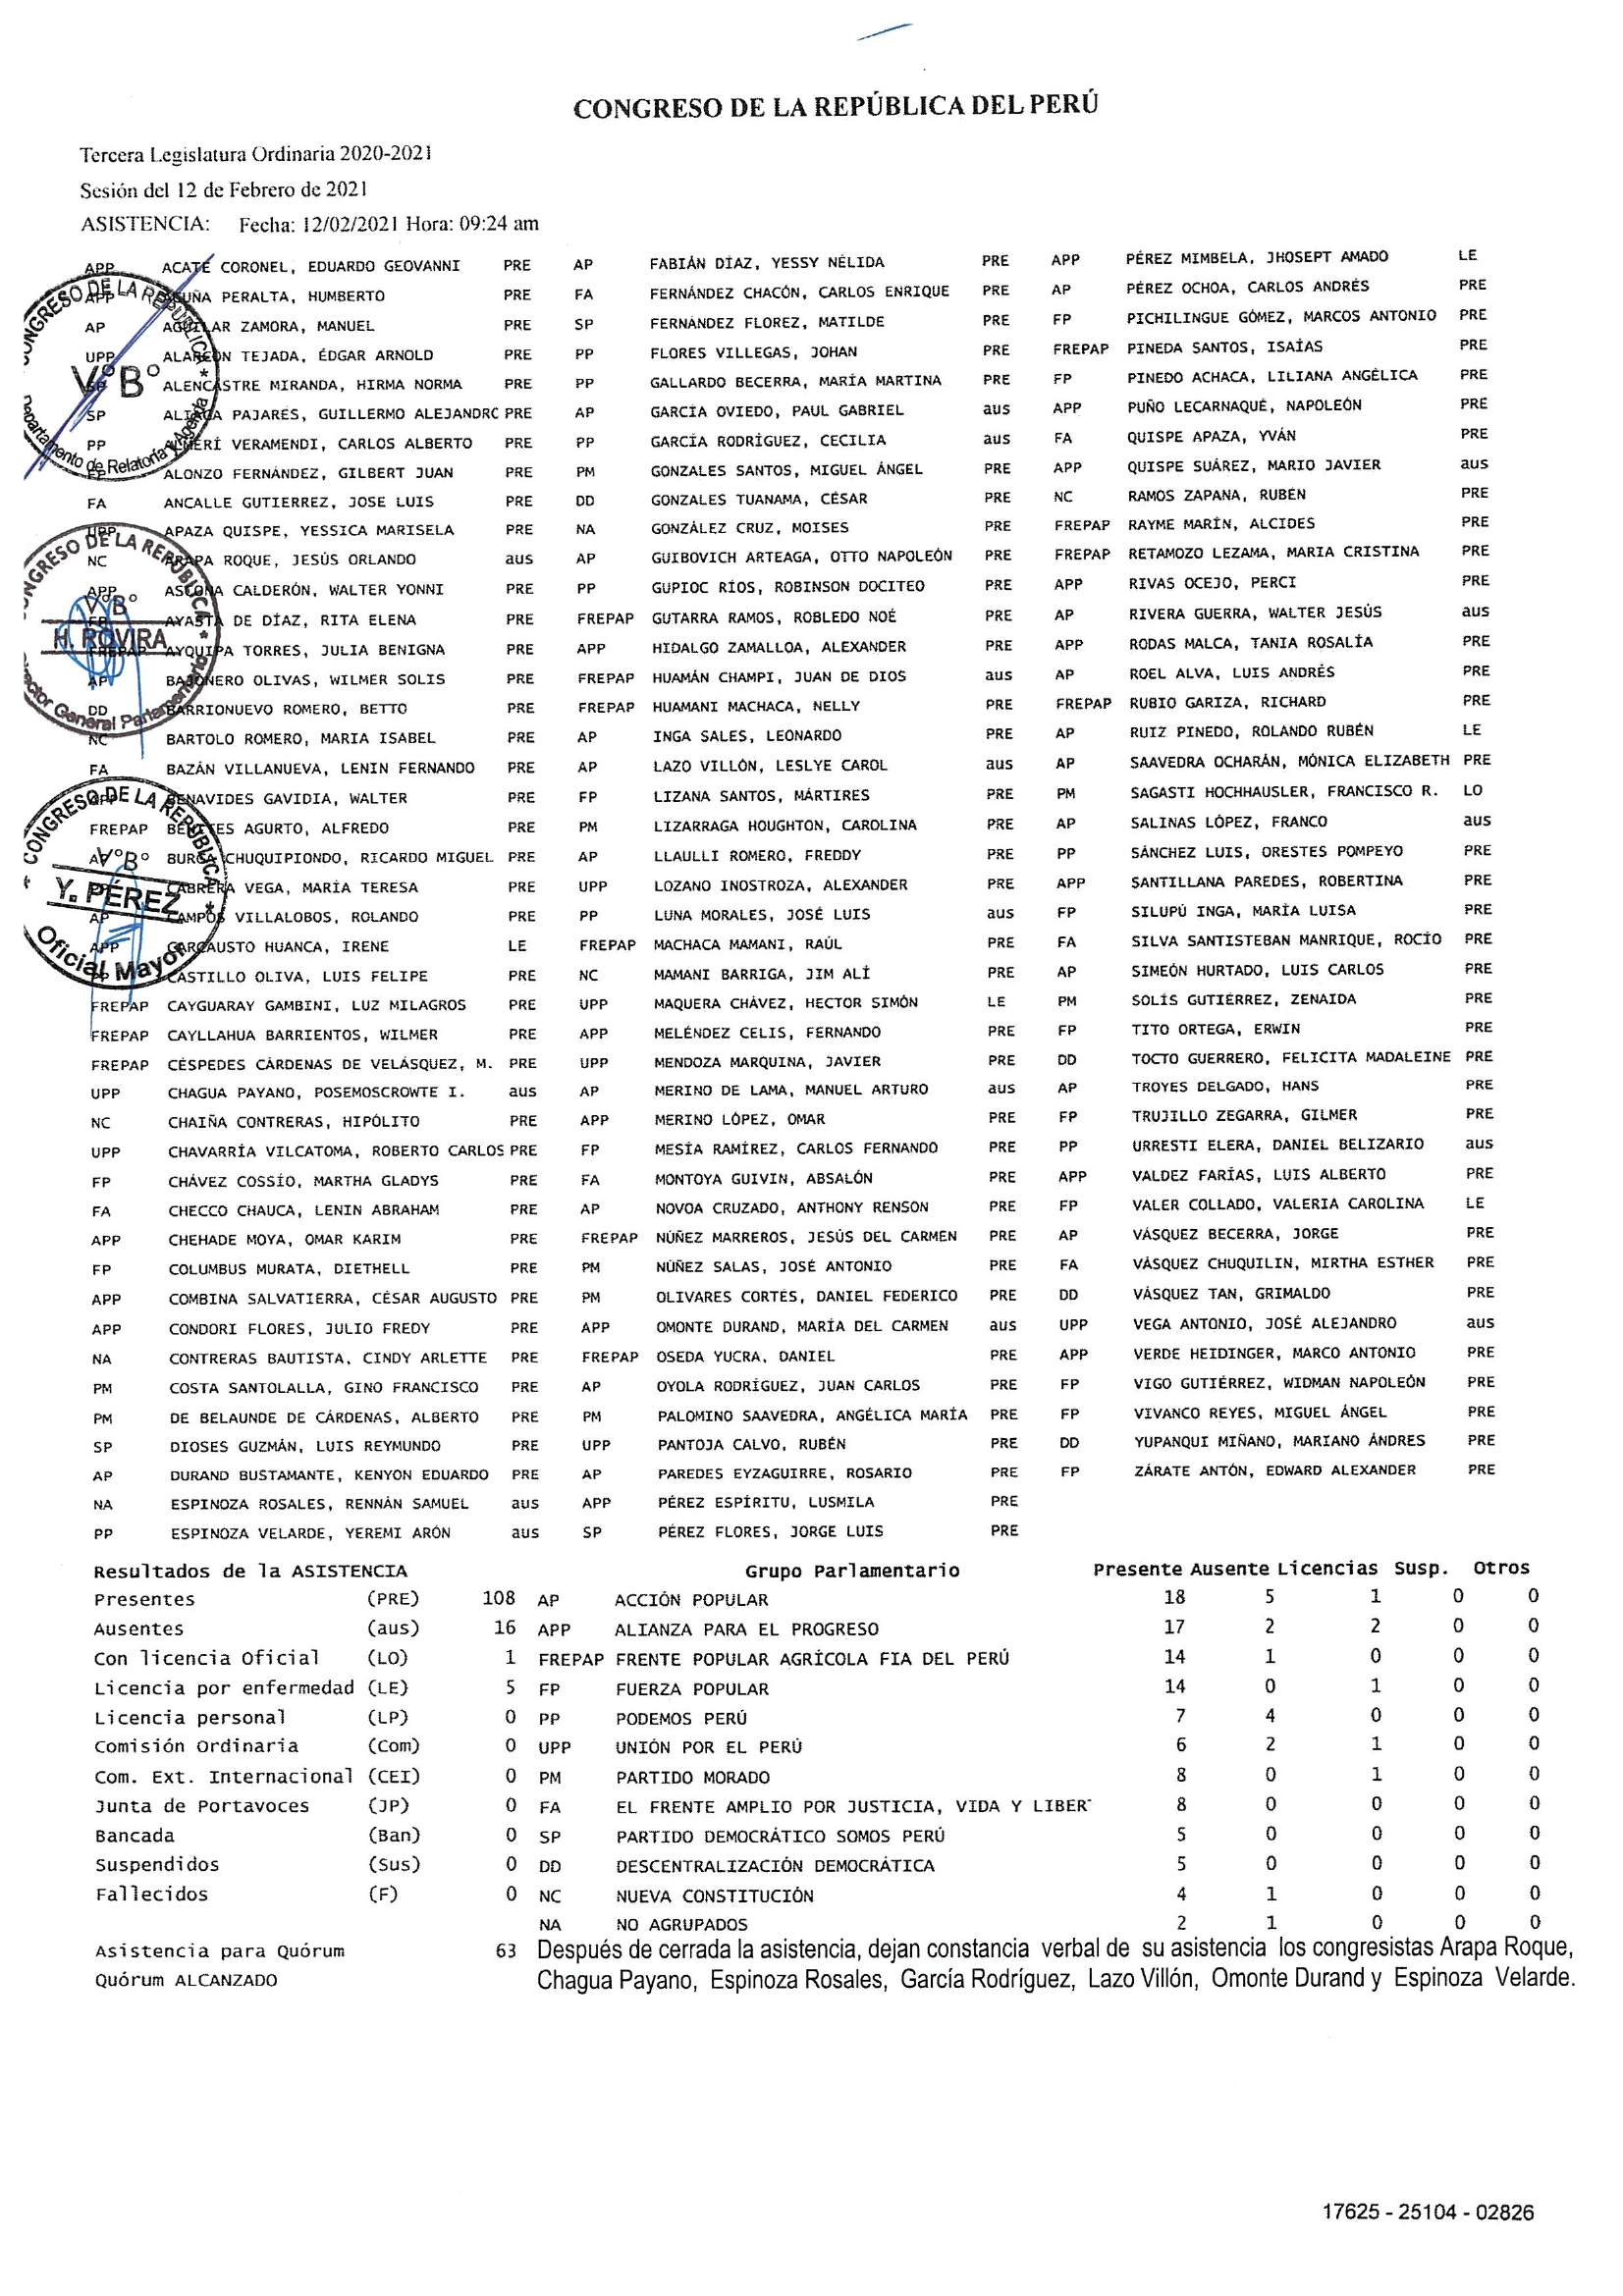 CONGRESO DE LA REPÚBLICA DEL PERÚ
Tercera Legislatura Ordinaria 2020-2021
Sesión del 12 de Febrero de 2021
ASISTENCIA: Fecha: 12/02/2021 Hora: 09:24 am
APP ACATE CORONEL, EDUARDO GEOVANNI PRE AP FABIÁN DÍAZ, YESSY NÉLIDA PRE APP PÉREZ MIMBELA, JHOSEPT AMADO LE
APP ACUÑA PERALTA, HUMBERTO PRE FA FERNÁNDEZ CHACÓN, CARLOS ENRIQUE PRE AP PÉREZ OCHOA, CARLOS ANDRÉS PRE
AP AGUILAR ZAMORA, MANUEL PRE SP FERNÁNDEZ FLOREZ, MATILDE PRE FP PICHILINGUE GÓMEZ, MARCOS ANTONIO PRE
UPP ALARCÓN TEJADA, ÉDGAR ARNOLD PRE PP FLORES VILLEGAS, JOHAN PRE FREPAP PINEDA SANTOS, ISAÍAS PRE
SP ALENCASTRE MIRANDA, HIRMA NORMA PRE PP GALLARDO BECERRA, MARÍA MARTINA PRE FP PINEDO ACHACA, LILIANA ANGÉLICA PRE
SP ALIAGA PAJARES, GUILLERMO ALEJANDRO PRE AP GARCÍA OVIEDO, PAUL GABRIEL aus APP PUÑO LECARNAQUÉ, NAPOLEÓN PRE
PP ALMERÍ VERAMENDI, CARLOS ALBERTO PRE PP GARCÍA RODRÍGUEZ, CECILIA aus FA QUISPE APAZA, YVÁN PRE
FP ALONZO FERNÁNDEZ, GILBERT JUAN PRE PM GONZALES SANTOS, MIGUEL ÁNGEL PRE APP QUISPE SUÁREZ, MARIO JAVIER aus
FA ANCALLE GUTIERREZ, JOSE LUIS PRE DD GONZALES TUANAMA, CÉSAR PRE NC RAMOS ZAPANA, RUBÉN PRE
UPP APAZA QUISPE, YESSICA MARISELA PRE NA GONZÁLEZ CRUZ, MOISES PRE FREPAP RAYME MARÍN, ALCIDES PRE
NC ARAPA ROQUE, JESÚS ORLANDO aus AP GUIBOVICH ARTEAGA, OTTO NAPOLEÓN PRE FREPAP RETAMOZO LEZAMA, MARIA CRISTINA PRE
APP ASCONA CALDERÓN, WALTER YONNI PRE PP GUPIOC RÍOS, ROBINSON DOCITEO PRE APP RIVAS OCEJO, PERCI PRE
FP AYASTA DE DÍAZ, RITA ELENA PRE FREPAP GUTARRA RAMOS, ROBLEDO NOÉ PRE AP RIVERA GUERRA, WALTER JESÚS aus
FREPAP AYQUIPA TORRES, JULIA BENIGNA PRE APP HIDALGO ZAMALLOA, ALEXANDER PRE APP RODAS MALCA, TANIA ROSALÍA PRE
AP BAJONERO OLIVAS, WILMER SOLIS PRE FREPAP HUAMÁN CHAMPI, JUAN DE DIOS aus AP ROEL ALVA, LUIS ANDRÉS PRE
DD BARRIONUEVO ROMERO, BETTO PRE FREPAP HUAMANI MACHACA, NELLY PRE FREPAP RUBIO GARIZA, RICHARD PRE
NC BARTOLO ROMERO, MARIA ISABEL PRE AP INGA SALES, LEONARDO PRE AP RUIZ PINEDO, ROLANDO RUBÉN LE
FA BAZÁN VILLANUEVA, LENIN FERNANDO PRE AP LAZO VILLÓN, LESLYE CAROL aus AP SAAVEDRA OCHARÁN, MÓNICA ELIZABETH PRE
APP BENAVIDES GAVIDIA, WALTER PRE FP LIZANA SANTOS, MÁRTIRES PRE PM SAGASTI HOCHHAUSLER, FRANCISCO R. LO
FREPAP BENITES AGURTO, ALFREDO PRE PM LIZARRAGA HOUGHTON, CAROLINA PRE AP SALINAS LÓPEZ, FRANCO aus
AP BURGA CHUQUIPIONDO, RICARDO MIGUEL PRE AP LLAULLI ROMERO, FREDDY PRE PP SÁNCHEZ LUIS, ORESTES POMPEYO PRE
PP CABRERA VEGA, MARÍA TERESA PRE UPP LOZANO INOSTROZA, ALEXANDER PRE APP SANTILLANA PAREDES, ROBERTINA PRE
AP CAMPOS VILLALOBOS, ROLANDO PRE PP LUNA MORALES, JOSÉ LUIS aus FP SILUPÚ INGA, MARÍA LUISA PRE
APP CARCAUSTO HUANCA, IRENE LE FREPAP MACHACA MAMANI, RAÚL PRE FA SILVA SANTISTEBAN MANRIQUE, ROCÍO PRE
PP CASTILLO OLIVA, LUIS FELIPE PRE NC MAMANI BARRIGA, JIM ALÍ PRE AP SIMEÓN HURTADO, LUIS CARLOS PRE
FREPAP CAYGUARAY GAMBINI, LUZ MILAGROS PRE UPP MAQUERA CHÁVEZ, HECTOR SIMÓN LE PM SOLÍS GUTIÉRREZ, ZENAIDA PRE
FREPAP CAYLLAHUA BARRIENTOS, WILMER PRE APP MELÉNDEZ CELIS, FERNANDO PRE FP TITO ORTEGA, ERWIN PRE
FREPAP CÉSPEDES CÁRDENAS DE VELÁSQUEZ, M. PRE UPP MENDOZA MARQUINA, JAVIER PRE DD TOCTO GUERRERO, FELICITA MADALEINE PRE
UPP CHAGUA PAYANO, POSEMOSCROWTE I. aus AP MERINO DE LAMA, MANUEL ARTURO aus AP TROYES DELGADO, HANS PRE
NC CHAIÑA CONTRERAS, HIPÓLITO PRE APP MERINO LÓPEZ, OMAR PRE FP TRUJILLO ZEGARRA, GILMER PRE
UPP CHAVARRÍA VILCATOMA, ROBERTO CARLOS PRE FP MESÍA RAMÍREZ, CARLOS FERNANDO PRE PP URRESTI ELERA, DANIEL BELIZARIO aus
FP CHÁVEZ COSSÍO, MARTHA GLADYS PRE FA MONTOYA GUIVIN, ABSALÓN PRE APP VALDEZ FARÍAS, LUIS ALBERTO PRE
FA CHECCO CHAUCA, LENIN ABRAHAM PRE AP NOVOA CRUZADO, ANTHONY RENSON PRE FP VALER COLLADO, VALERIA CAROLINA LE
APP CHEHADE MOYA, OMAR KARIM PRE FREPAP NÚÑEZ MARREROS, JESÚS DEL CARMEN PRE AP VÁSQUEZ BECERRA, JORGE PRE
FP COLUMBUS MURATA, DIETHELL PRE PM NÚÑEZ SALAS, JOSÉ ANTONIO PRE FA VÁSQUEZ CHUQUILIN, MIRTHA ESTHER PRE
APP COMBINA SALVATIERRA, CÉSAR AUGUSTO PRE PM OLIVARES CORTÉS, DANIEL FEDERICO PRE DD VÁSQUEZ TAN, GRIMALDO PRE
APP CONDORI FLORES, JULIO FREDY PRE APP OMONTE DURAND, MARÍA DEL CARMEN aus UPP VEGA ANTONIO, JOSÉ ALEJANDRO aus
NA CONTRERAS BAUTISTA, CINDY ARLETTE PRE FREPAP OSEDA YUCRA, DANIEL PRE APP VERDE HEIDINGER, MARCO ANTONIO PRE
PM COSTA SANTOLALLA, GINO FRANCISCO PRE AP OYOLA RODRÍGUEZ, JUAN CARLOS PRE FP VIGO GUTIÉRREZ, WIDMAN NAPOLEÓN PRE
PM DE BELAUNDE DE CÁRDENAS, ALBERTO PRE PM PALOMINO SAAVEDRA, ANGÉLICA MARÍA PRE FP VIVANCO REYES, MIGUEL ÁNGEL PRE
SP DIOSES GUZMÁN, LUIS REYMUNDO PRE UPP PANTOJA CALVO, RUBÉN PRE DD YUPANQUI MIÑANO, MARIANO ÁNDRES PRE
AP DURAND BUSTAMANTE, KENYON EDUARDO PRE AP PAREDES EYZAGUIRRE, ROSARIO PRE FP ZÁRATE ANTÓN, EDWARD ALEXANDER PRE
NA ESPINOZA ROSALES, RENNÁN SAMUEL aus APP PÉREZ ESPÍRITU, LUSMILA PRE
PP ESPINOZA VELARDE, YEREMI ARÓN aus SP PÉREZ FLORES, JORGE LUIS PRE
CONGRESO DE LA REPÚBLICA
V°B°
Departamento de Relatoría y Agenda
CONGRESO DE LA REPÚBLICA
V°B°
H. ROVIRA
Director General Parlamentario
CONGRESO DE LA REPÚBLICA
V°B°
Y. PÉREZ
Oficial Mayor
Resultados de la ASISTENCIA Grupo Parlamentario Presente Ausente Licencias Susp. Otros
Presentes (PRE) 108 AP ACCIÓN POPULAR 18 5 1 0 0
Ausentes (aus) 16 APP ALIANZA PARA EL PROGRESO 17 2 2 0 0
Con licencia Oficial (LO) 1 FREPAP FRENTE POPULAR AGRÍCOLA FIA DEL PERÚ 14 1 0 0 0
Licencia por enfermedad (LE) 5 FP FUERZA POPULAR 14 0 1 0 0
Licencia personal (LP) 0 PP PODEMOS PERÚ 7 4 0 0 0
Comisión Ordinaria (Com) 0 UPP UNIÓN POR EL PERÚ 6 2 1 0 0
Com. Ext. Internacional (CEI) 0 PM PARTIDO MORADO 8 0 1 0 0
Junta de Portavoces (JP) 0 FA EL FRENTE AMPLIO POR JUSTICIA, VIDA Y LIBER 8 0 0 0 0
Bancada (Ban) 0 SP PARTIDO DEMOCRÁTICO SOMOS PERÚ 5 0 0 0 0
Suspendidos (Sus) 0 DD DESCENTRALIZACIÓN DEMOCRÁTICA 5 0 0 0 0
Fallecidos (F) 0 NC NUEVA CONSTITUCIÓN 4 1 0 0 0
NA NO AGRUPADOS 2 1 0 0 0
Asistencia para Quórum 63 Después de cerrada la asistencia, dejan constancia verbal de su asistencia los congresistas Arapa Roque,
Quórum ALCANZADO Chagua Payano, Espinoza Rosales, García Rodríguez, Lazo Villón, Omonte Durand y Espinoza Velarde.
17625 - 25104 - 02826